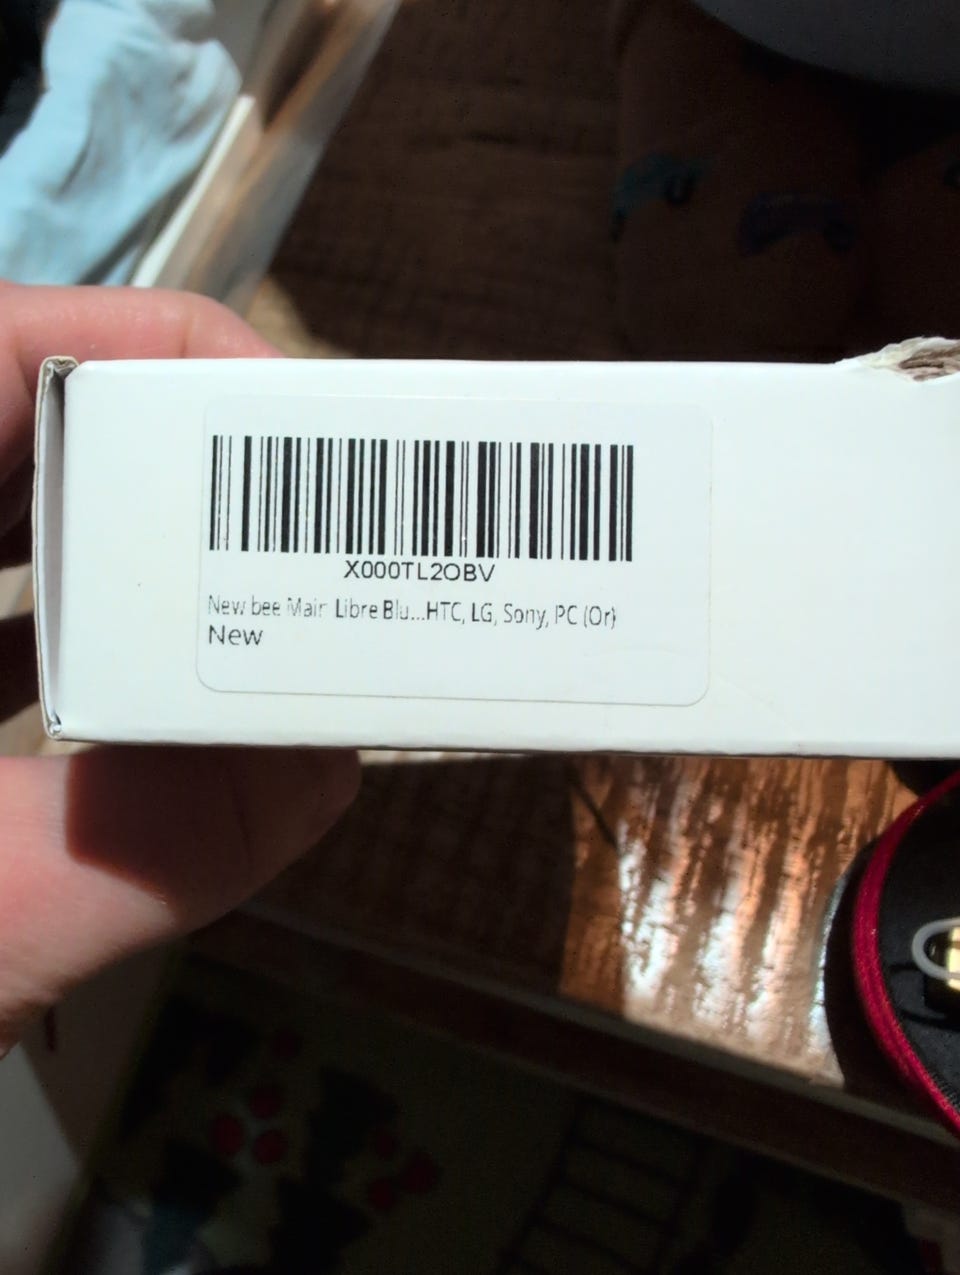 X000TL2OBV
New bee Main Libre Blu...HTC, LG, Sony, PC (Or)
New